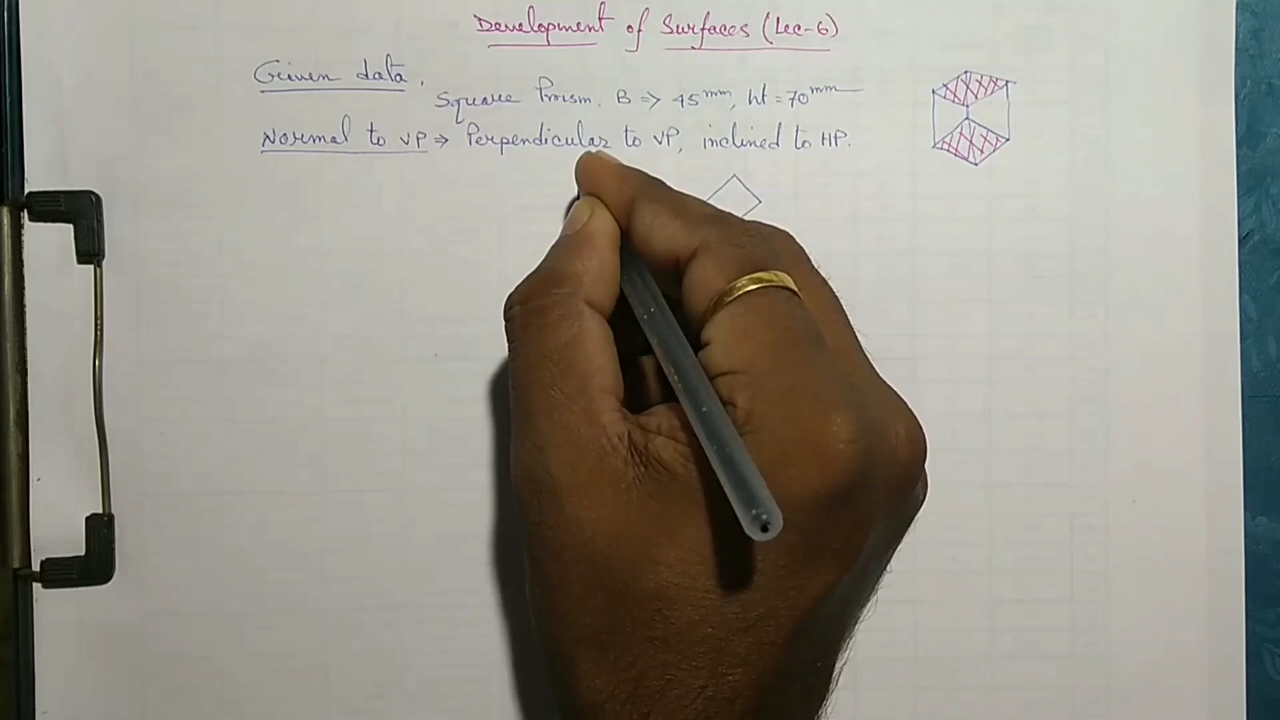 Development of Surfaces (Lec-6)
Given data,
Square Prism, B => 45mm, ht = 70mm
Normal to VP => Perpendicular to VP, inclined to HP.